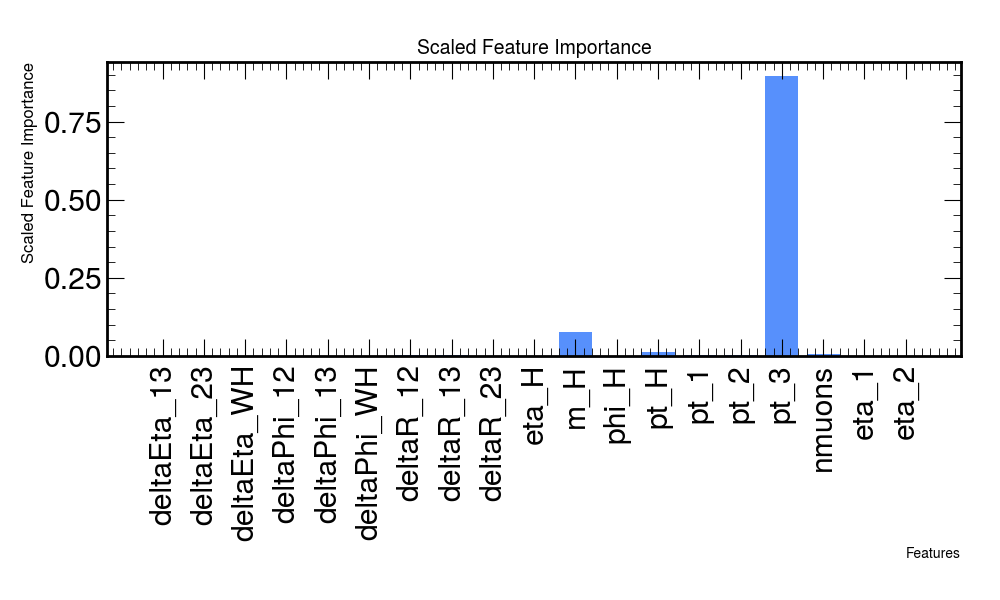 Scaled Feature Importance
Scaled Feature Importance
0.75
0.50
0.25
0.00
deltaEta_13
deltaEta_23
deltaEta_WH
deltaPhi_12
deltaPhi_13
deltaPhi_WH
deltaR_12
deltaR_13
deltaR_23
eta_H
m_H
phi_H
pt_H
pt_1
pt_2
pt_3
nmuons
eta_1
eta_2
Features